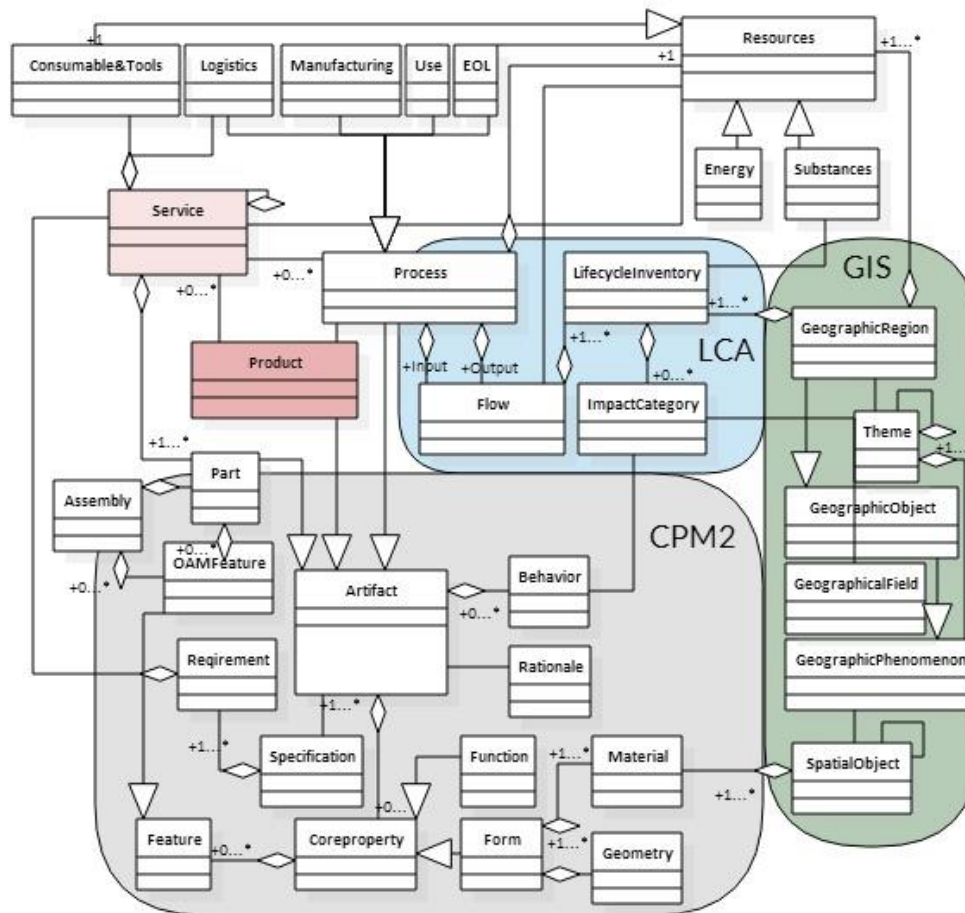 Resources
+1
+1...*
Consumable&Tools
Logistics
Manufacturing
Use
EOL
+1
Energy
Substances
Service
GIS
Process
LifecycleInventory
+0...*
+0...*
+1...*
GeographicRegion
LCA
+1...*
Product
+Input
+Output
+0...*
Flow
ImpactCategory
Theme
+1...*
+1...*
Part
Assembly
GeographicObject
CPM2
+0...*
OAMFeature
+0...*
Artifact
Behavior
GeographicalField
+0...*
Reqirement
Rationale
GeographicPhenomenon
+1...*
+1...*
Specification
Function
+1...*
Material
SpatialObject
+1...*
+0...
Feature
+0...*
Coreproperty
Form
+1...*
Geometry